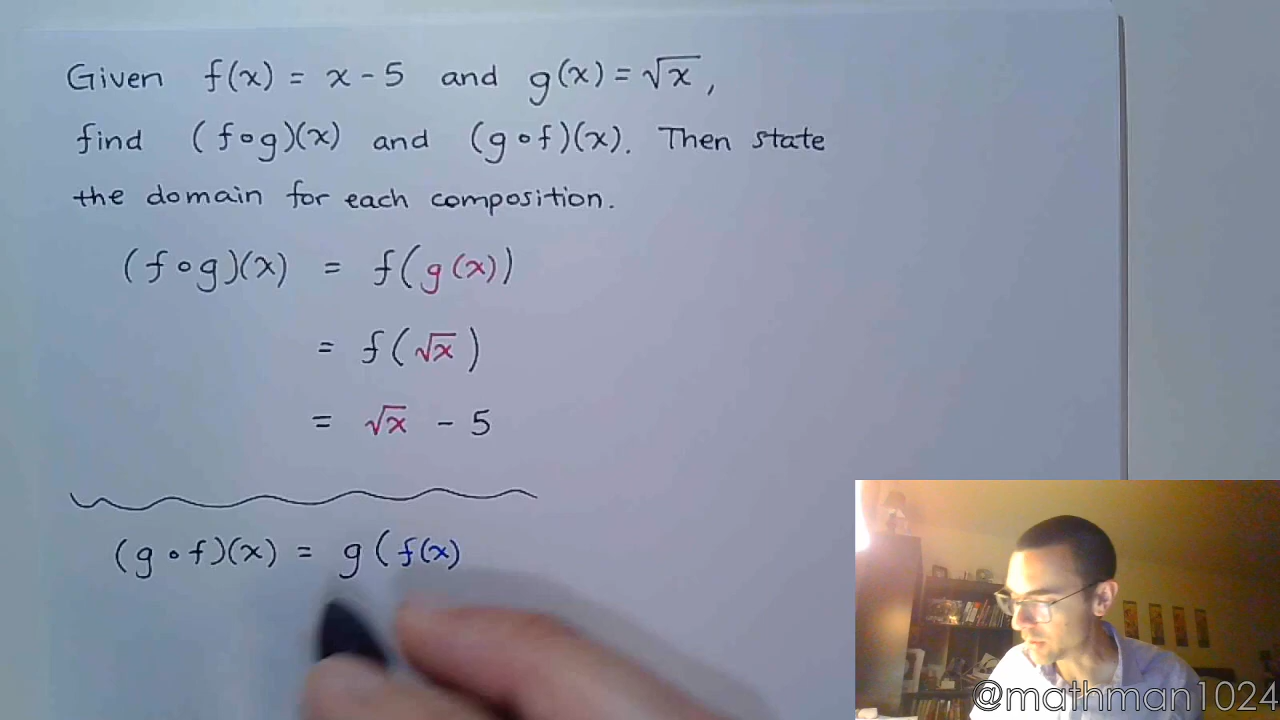 Given f(x) = x - 5 and g(x) = √x ,
find (f∘g)(x) and (g∘f)(x). Then state
the domain for each composition.
(f∘g)(x) = f(g(x))
= f(√x)
= √x - 5
(g∘f)(x) = g(f(x)
@mathman1024